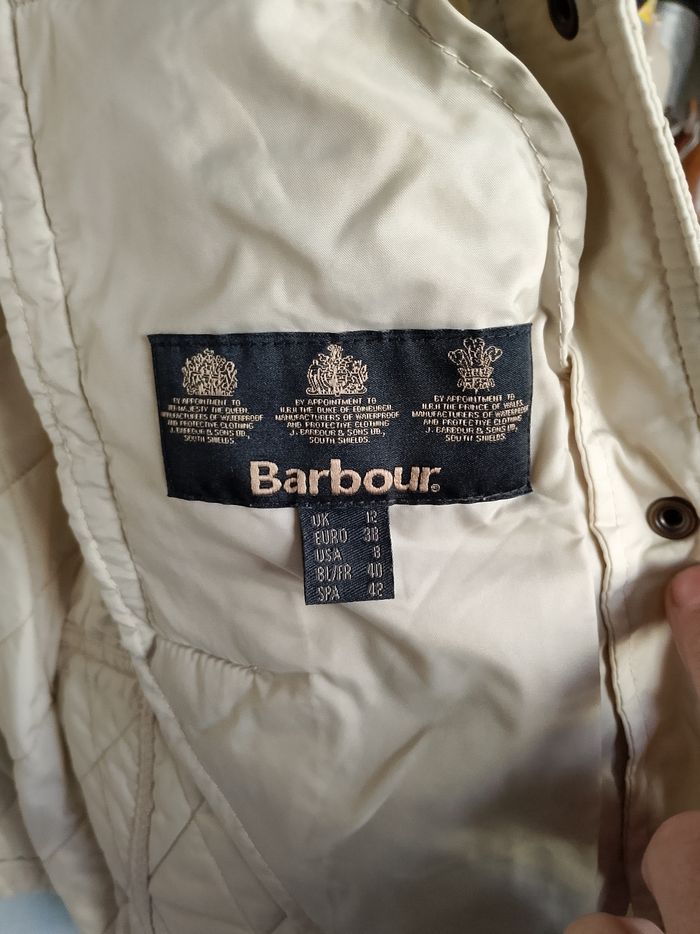 BY APPOINTMENT TO
HER MAJESTY THE QUEEN.
MANUFACTURERS OF WATERPROOF
AND PROTECTIVE CLOTHING
J. BARBOUR & SONS LTD.,
SOUTH SHIELDS.
BY APPOINTMENT TO
H.R.H THE DUKE OF EDINBURGH.
MANUFACTURERS OF WATERPROOF
AND PROTECTIVE CLOTHING
J. BARBOUR & SONS LTD.,
SOUTH SHIELDS.
BY APPOINTMENT TO
H.R.H THE PRINCE OF WALES.
MANUFACTURERS OF WATERPROOF
AND PROTECTIVE CLOTHING
J. BARBOUR & SONS LTD.,
SOUTH SHIELDS.
Barbour®
UK 12
EURO 38
USA 8
BL/FR 40
SPA 42